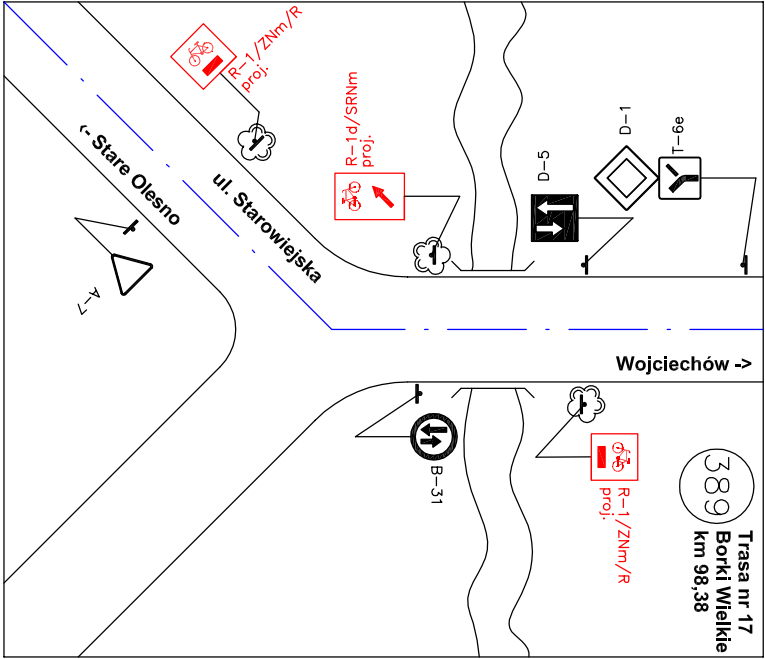 R-1/ZNm/R
proj.
<- Stare Olesno
ul. Starowiejska
R-1d/SRNm
proj.
D-5
D-1
T-6e
A-7
Wojciechów ->
B-31
R-1/ZNm/R
proj.
389
Trasa nr 17
Borki Wielkie
km 98,38